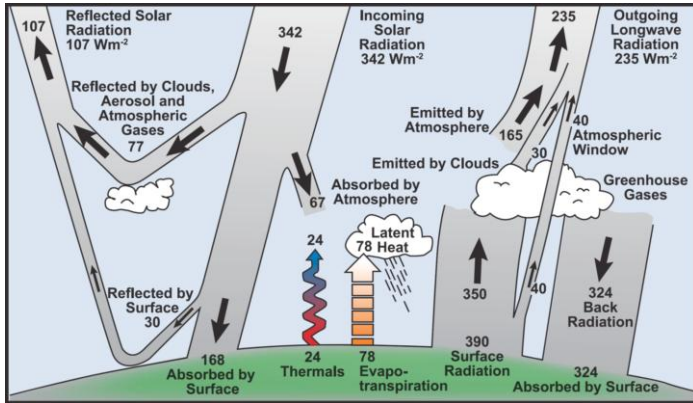 Reflected Solar
Radiation
107 Wm-2
107
342
Incoming
Solar
Radiation
342 Wm-2
235
Outgoing
Longwave
Radiation
235 Wm-2
Reflected by Clouds,
Aerosol and
Atmospheric
Gases
77
Emitted by
Atmosphere
165
40
Atmospheric
Window
Emitted by Clouds
30
Greenhouse
Gases
Absorbed by
Atmosphere
67
24
78
Latent
Heat
Reflected by
Surface
30
350
40
324
Back
Radiation
168
Absorbed by
Surface
24
Thermals
78
Evapo-
transpiration
390
Surface
Radiation
324
Absorbed by Surface